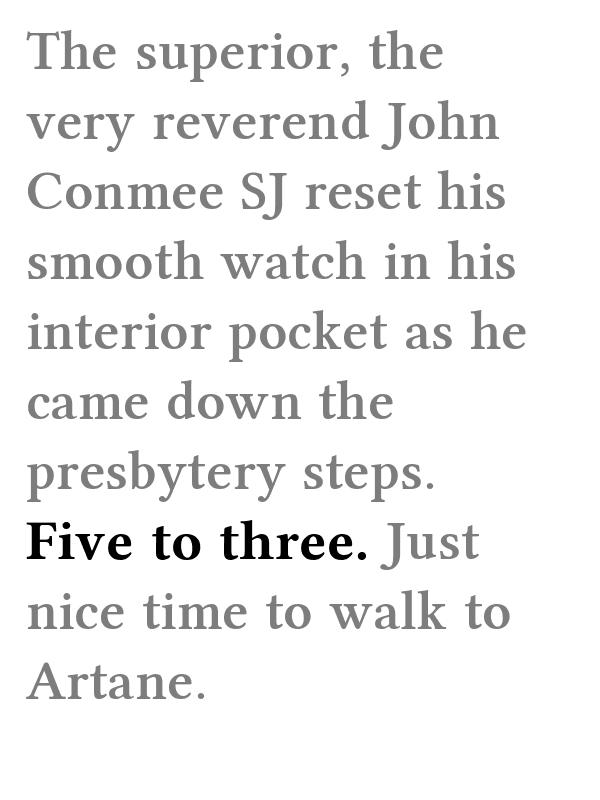 The superior, the
very reverend John
Conmee SJ reset his
smooth watch in his
interior pocket as he
came down the
presbytery steps.
Five to three. Just
nice time to walk to
Artane.